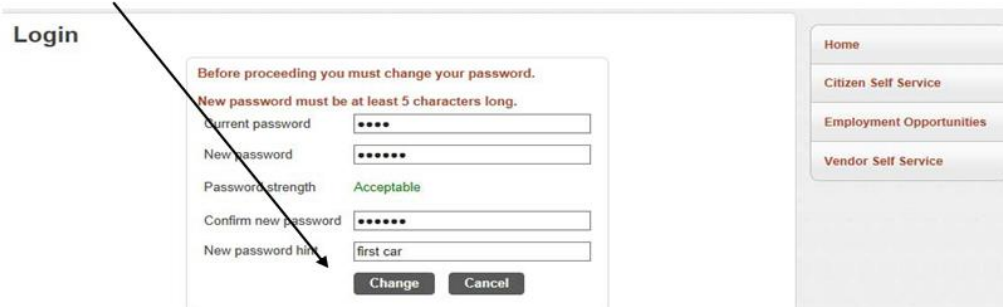 Login
Before proceeding you must change your password.
New password must be at least 5 characters long.
Current password ••••
New password ••••••
Password strength Acceptable
Confirm new password ••••••
New password hint first car
Change Cancel
Home
Citizen Self Service
Employment Opportunities
Vendor Self Service